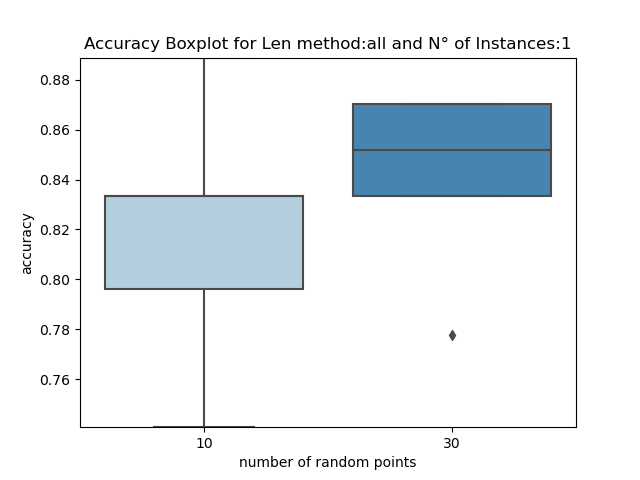 Accuracy Boxplot for Len method:all and N° of Instances:1
0.88
0.86
0.84
0.82
0.80
0.78
0.76
accuracy
10 30
number of random points